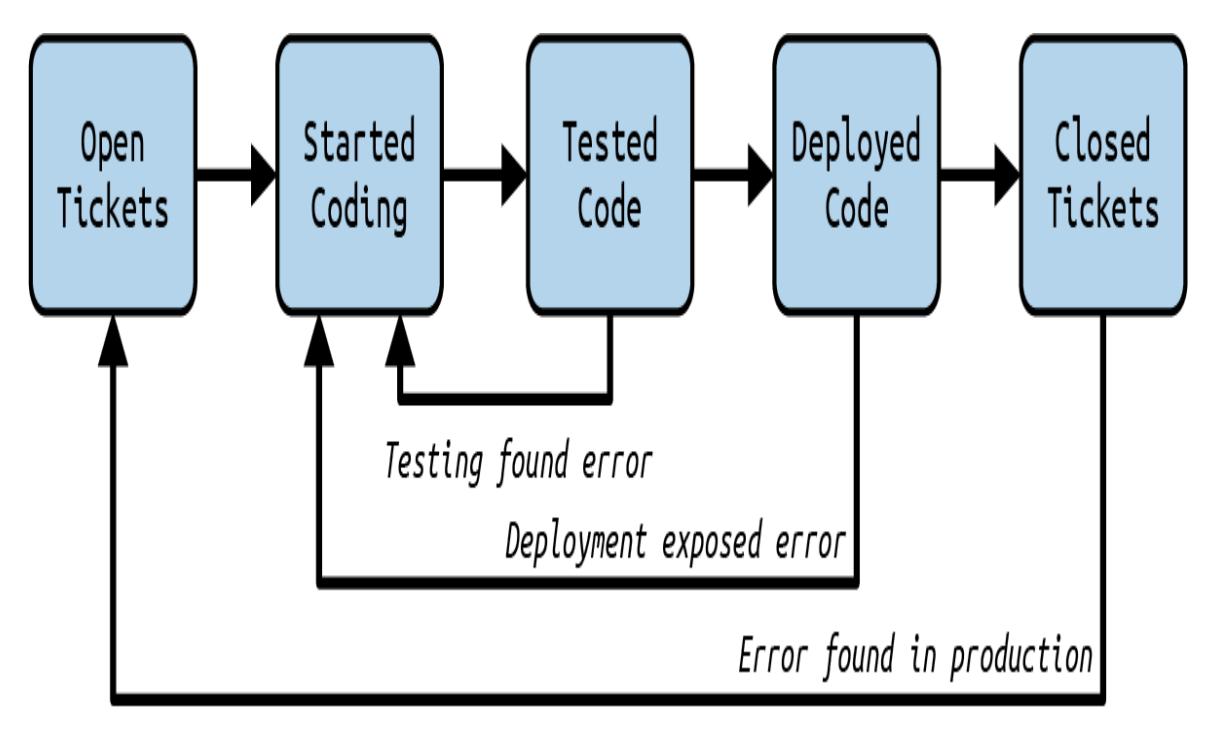 Open
Tickets
Started
Coding
Tested
Code
Deployed
Code
Closed
Tickets
Testing found error
Deployment exposed error
Error found in production